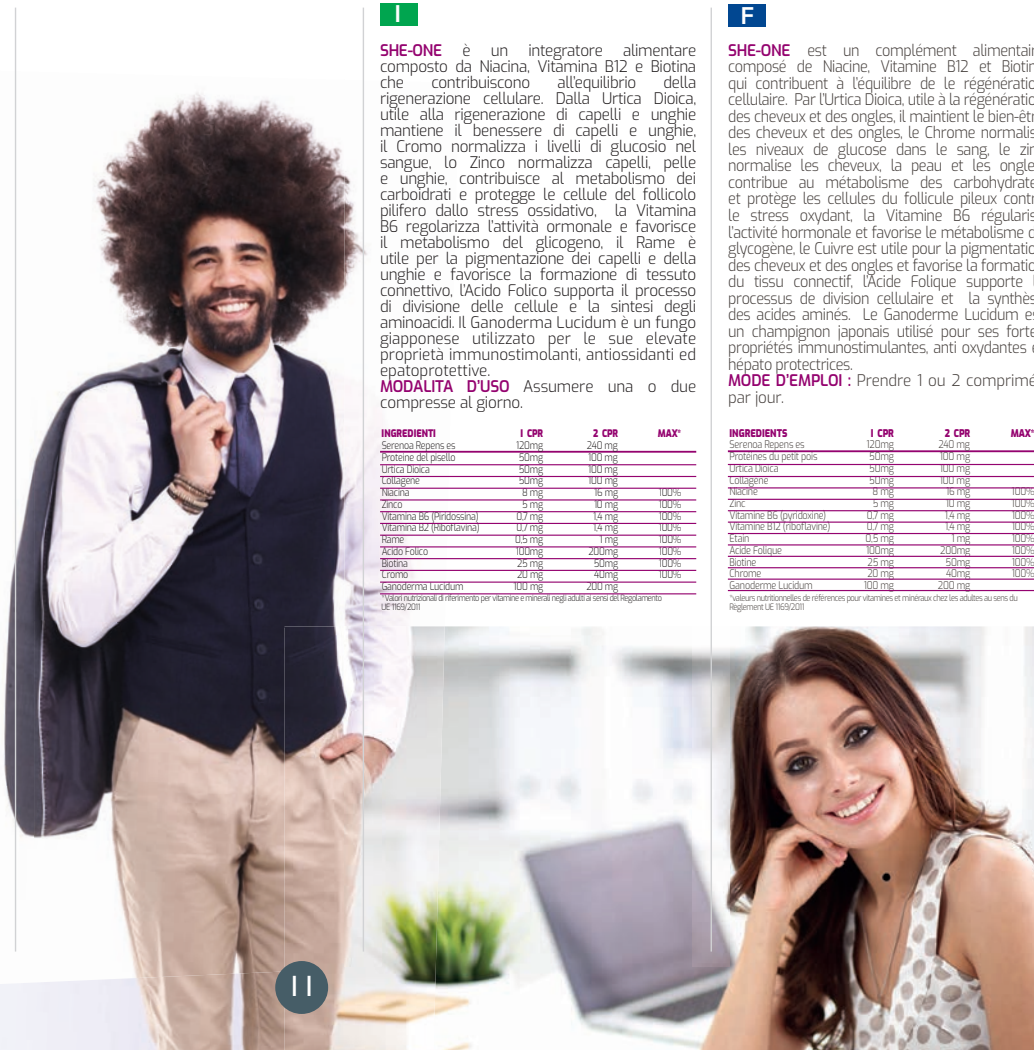 I
SHE-ONE è un integratore alimentare
composto da Niacina, Vitamina B12 e Biotina
che contribuiscono all'equilibrio della
rigenerazione cellulare. Dalla Urtica Dioica,
utile alla rigenerazione di capelli e unghie
mantiene il benessere di capelli e unghie,
il Cromo normalizza i livelli di glucosio nel
sangue, lo Zinco normalizza capelli, pelle
e unghie, contribuisce al metabolismo dei
carboidrati e protegge le cellule del follicolo
pilifero dallo stress ossidativo, la Vitamina
B6 regolarizza l'attività ormonale e favorisce
il metabolismo del glicogeno, il Rame è
utile per la pigmentazione dei capelli e della
unghie e favorisce la formazione di tessuto
connettivo, l'Acido Folico supporta il processo
di divisione delle cellule e la sintesi degli
aminoacidi. Il Ganoderma Lucidum è un fungo
giapponese utilizzato per le sue elevate
proprietà immunostimolanti, antiossidanti ed
epatoprotettive.
MODALITA D'USO Assumere una o due
compresse al giorno.
INGREDIENTI 1 CPR 2 CPR MAX*
Serenoa Repens es 120mg 240 mg
Proteine del pisello 50mg 100 mg
Urtica Dioica 50mg 100 mg
Collagene 50mg 100 mg
Niacina 8 mg 16 mg 100%
Zinco 5 mg 10 mg 100%
Vitamina B6 (Piridossina) 0,7 mg 1,4 mg 100%
Vitamina B2 (Riboflavina) 0,7 mg 1,4 mg 100%
Rame 0,5 mg 1 mg 100%
Acido Folico 100mg 200mg 100%
Biotina 25 mg 50mg 100%
Cromo 20 mg 40mg 100%
Ganoderma Lucidum 100 mg 200 mg
*Valori nutrizionali di riferimento per vitamine e minerali negli adulti ai sensi del Regolamento
UE 1169/2011
F
SHE-ONE est un complément alimentair
composé de Niacine, Vitamine B12 et Biotin
qui contribuent à l'équilibre de le régénératio
cellulaire. Par l'Urtica Dioica, utile à la régénératio
des cheveux et des ongles, il maintient le bien-êtr
des cheveux et des ongles, le Chrome normalis
les niveaux de glucose dans le sang, le zin
normalise les cheveux, la peau et les ongle
contribue au métabolisme des carbohydrate
et protège les cellules du follicule pileux contr
le stress oxydant, la Vitamine B6 régularis
l'activité hormonale et favorise le métabolisme d
glycogène, le Cuivre est utile pour la pigmentatio
des cheveux et des ongles et favorise la formatio
du tissu connectif, l'Acide Folique supporte
processus de division cellulaire et la synthès
des acides aminés. Le Ganoderme Lucidum es
un champignon japonais utilisé pour ses forte
propriétés immunostimulantes, anti oxydantes e
hépato protectrices.
MODE D'EMPLOI : Prendre 1 ou 2 comprimé
par jour.
INGREDIENTS 1 CPR 2 CPR MAX*
Serenoa Repens es 120mg 240 mg
Proteines du petit pois 50mg 100 mg
Urtica Dioica 50mg 100 mg
Collagene 50mg 100 mg
Niacine 8 mg 16 mg 100%
Zinc 5 mg 10 mg 100%
Vitamine B6 (pyridoxine) 0,7 mg 1,4 mg 100%
Vitamine B12 (riboflavine) 0,7 mg 1,4 mg 100%
Etain 0,5 mg 1 mg 100%
Acide Folique 100mg 200mg 100%
Biotine 25 mg 50mg 100%
Chrome 20 mg 40mg 100%
Ganoderme Lucidum 100 mg 200 mg
*valeurs nutritionnelles de références pour vitamines et minéraux chez les adultes au sens du
Règlement UE 1169/2011
11